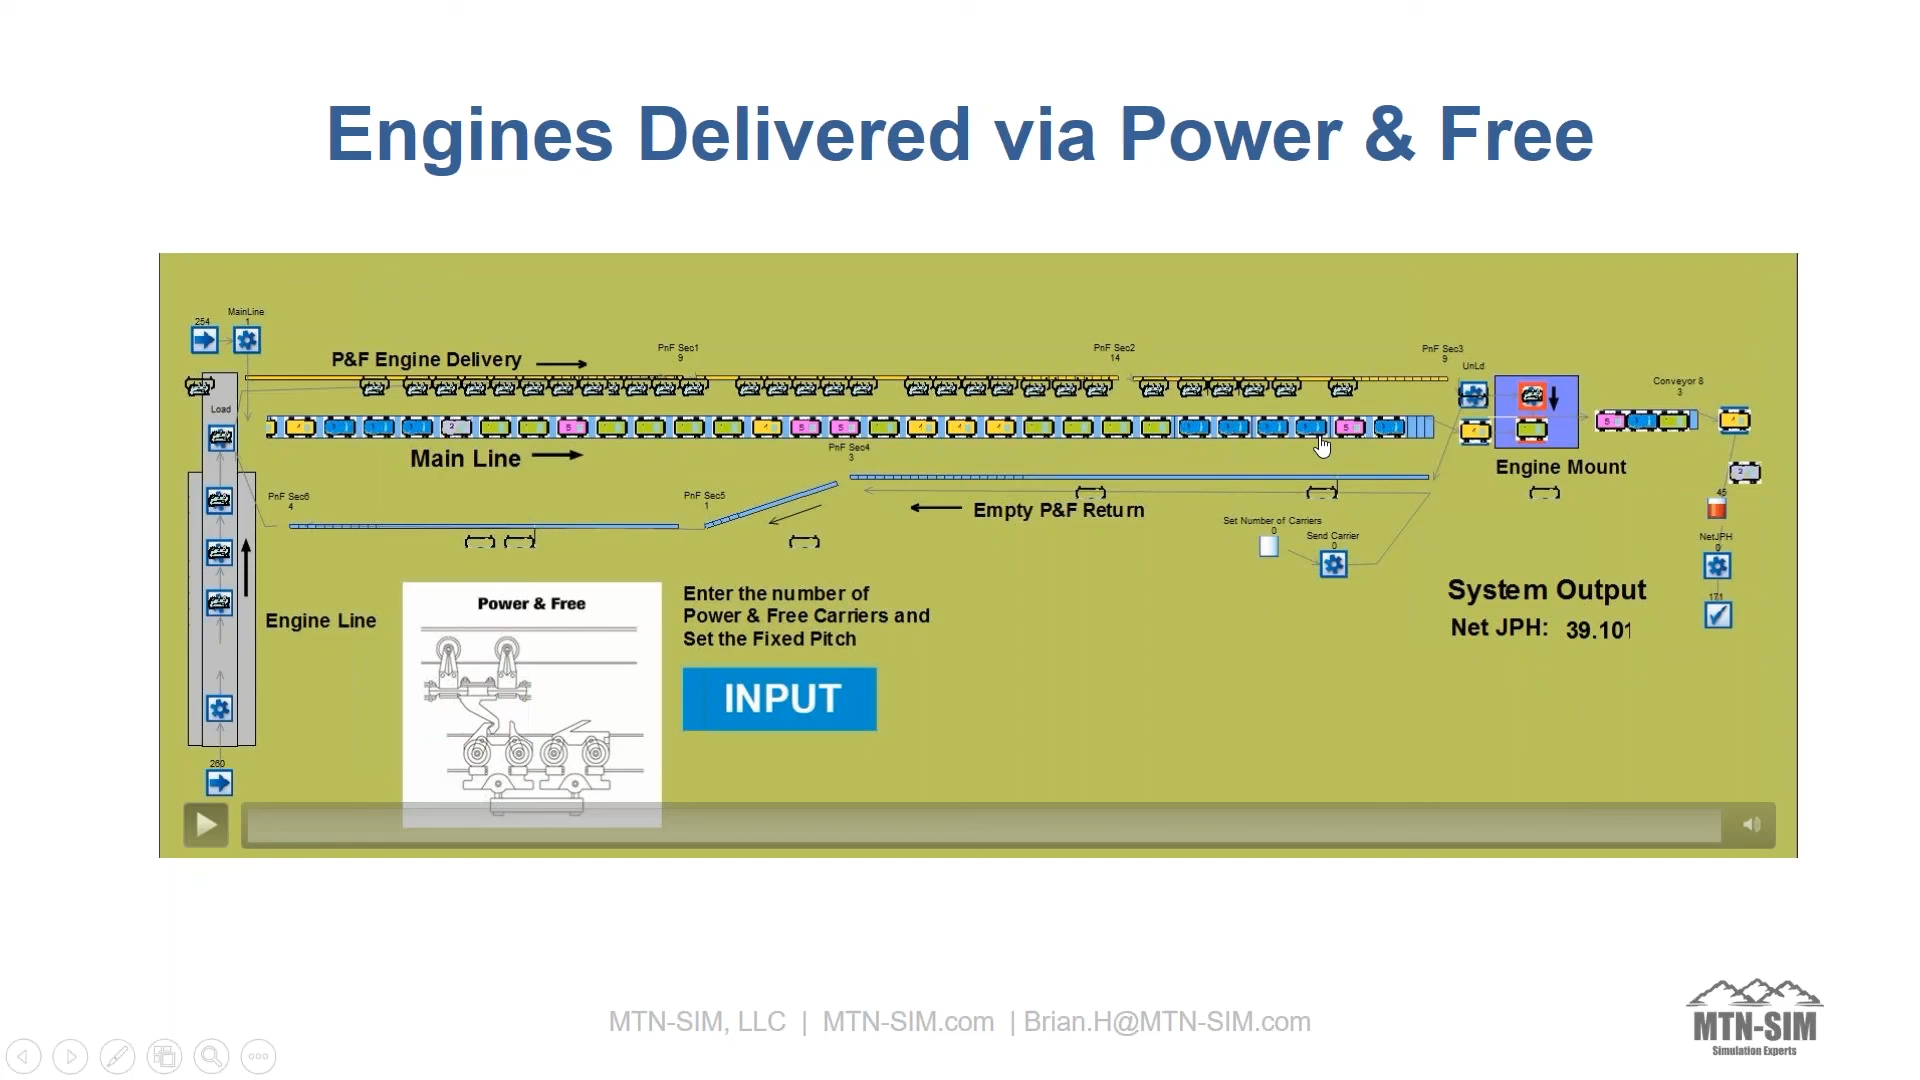 Engines Delivered via Power & Free
MainLine
254
1
P&F Engine Delivery
PnF Sec1
9
PnF Sec2
14
PnF Sec3
9
UnLd
Conveyor 8
3
Load
Main Line
PnF Sec4
3
Engine Mount
PnF Sec6
4
PnF Sec5
1
Empty P&F Return
Set Number of Carriers
0
Send Carrier
0
45
NetJPH
0
171
System Output
Net JPH: 39.101
Engine Line
Power & Free
Enter the number of
Power & Free Carriers and
Set the Fixed Pitch
INPUT
260
MTN-SIM, LLC | MTN-SIM.com | Brian.H@MTN-SIM.com
MTN-SIM
Simulation Experts